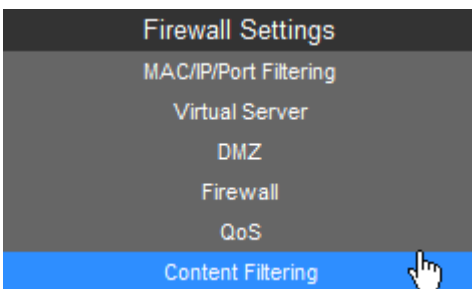 Firewall Settings
MAC/IP/Port Filtering
Virtual Server
DMZ
Firewall
QoS
Content Filtering